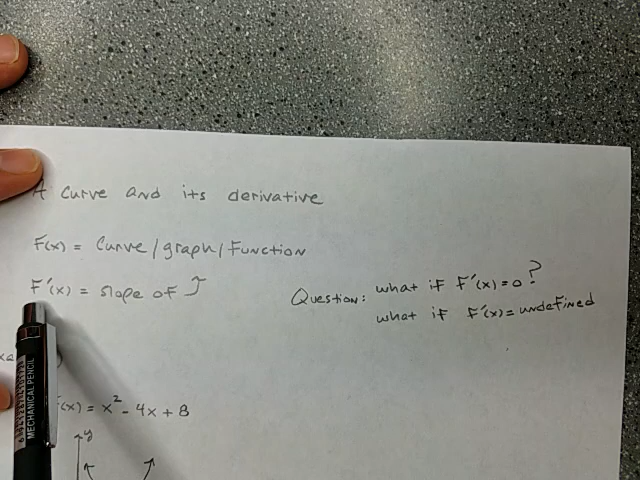 A curve and its derivative
F(x) = curve/graph/Function
F'(x) = slope of
Question: what if F'(x)=0?
what if F'(x)= undefined
(x) = x² - 4x + 8
y
MECHANICAL PENCIL